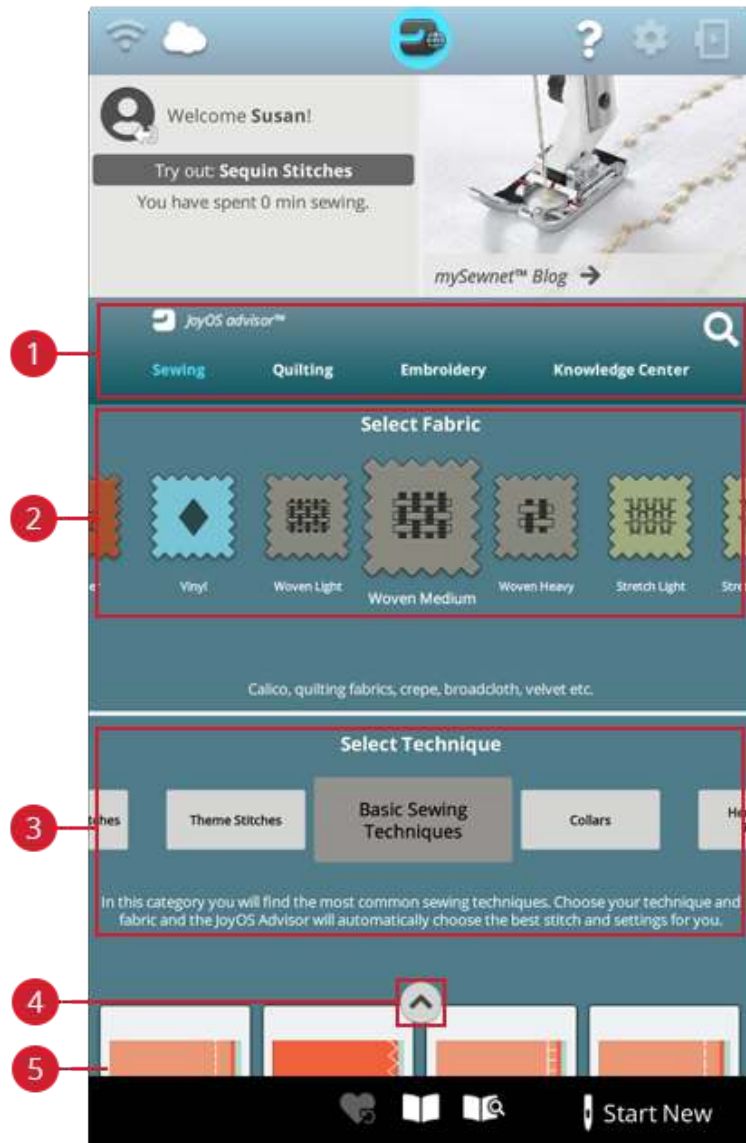 Welcome Susan!
Try out: Sequin Stitches
You have spent 0 min sewing.
mySewnet™ Blog →
1
JoyOS advisor™
Sewing Quilting Embroidery Knowledge Center
2
Select Fabric
er Vinyl Woven Light Woven Medium Woven Heavy Stretch Light Stre
Calico, quilting fabrics, crepe, broadcloth, velvet etc.
3
Select Technique
tches Theme Stitches Basic Sewing Techniques Collars He
In this category you will find the most common sewing techniques. Choose your technique and
fabric and the JoyOS Advisor will automatically choose the best stitch and settings for you.
4
5
Start New